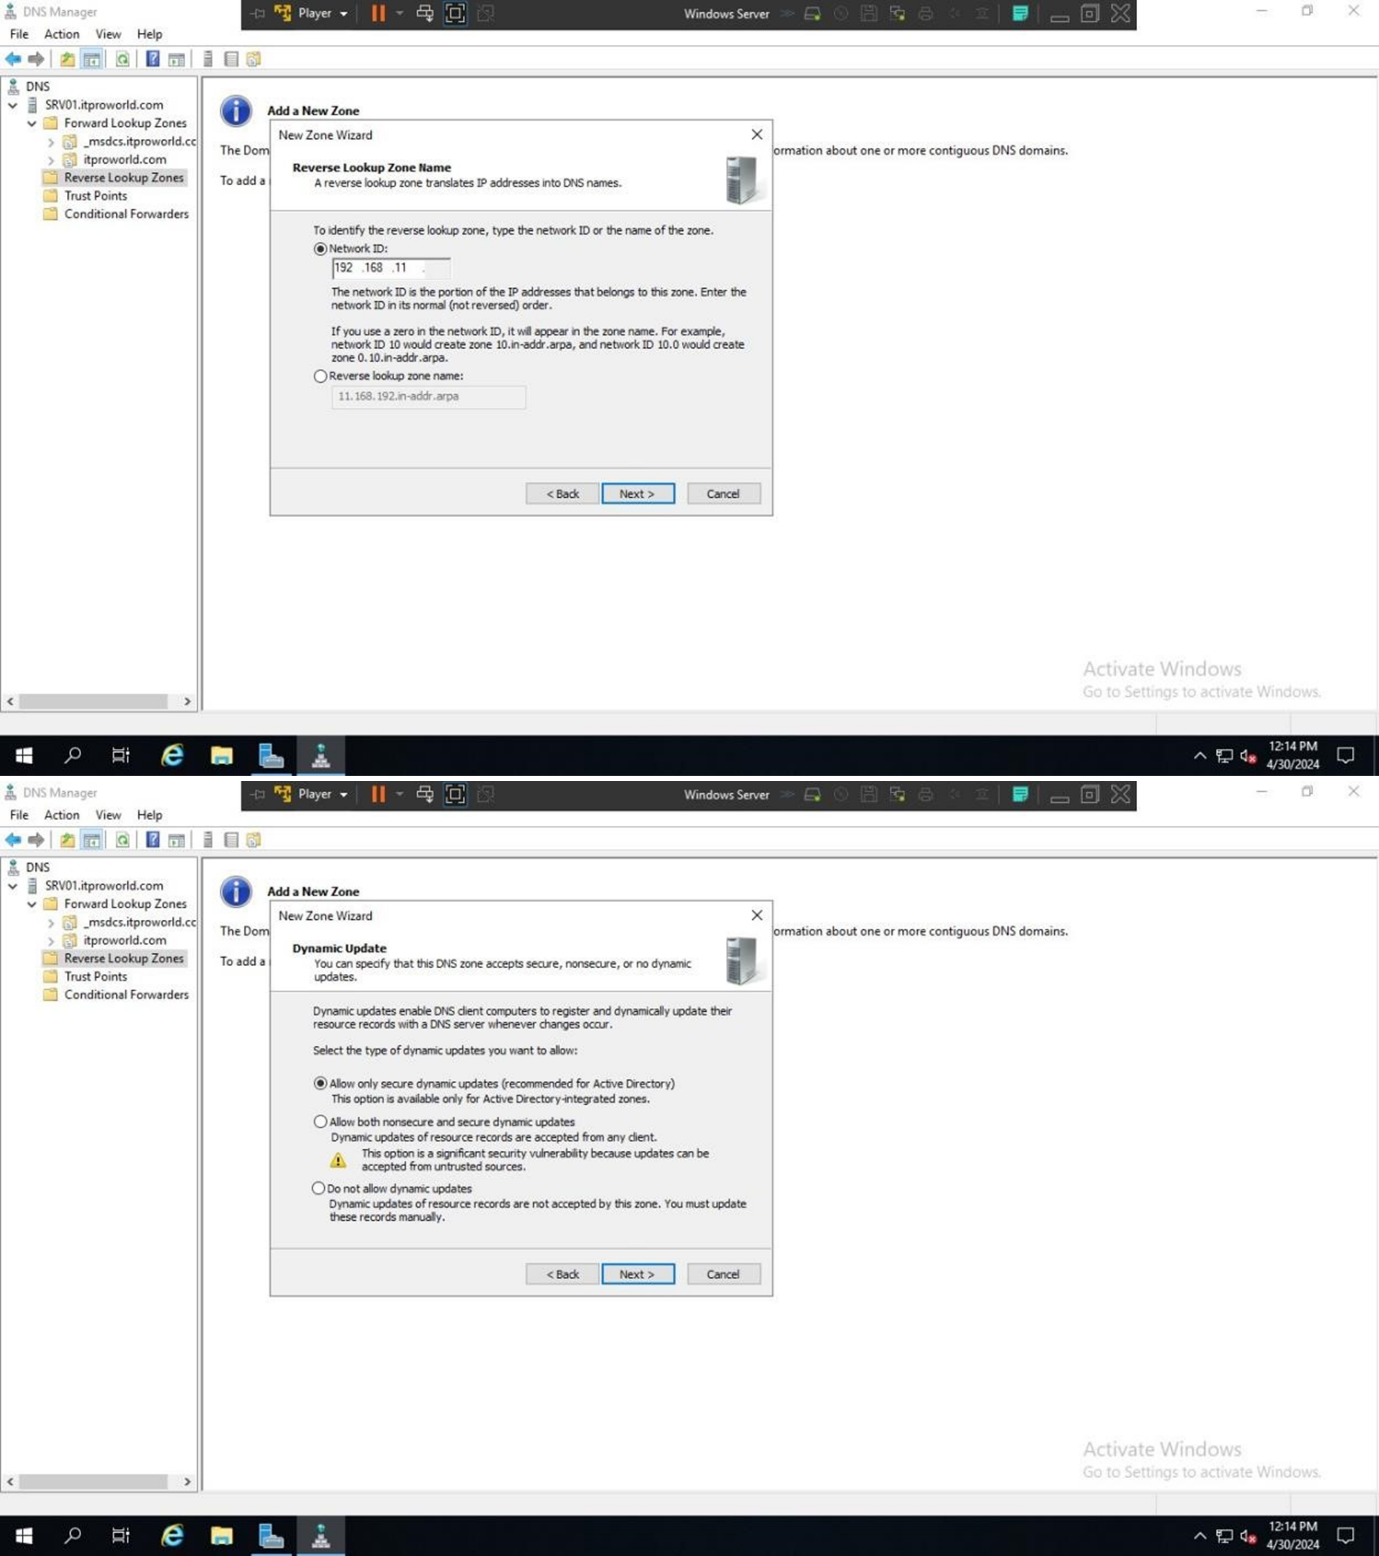 DNS Manager
Player
Windows Server
File Action View Help
DNS
SRV01.itproworld.com
Forward Lookup Zones
_msdcs.itproworld.cc
itproworld.com
Reverse Lookup Zones
Trust Points
Conditional Forwarders
Add a New Zone
The Dom
ormation about one or more contiguous DNS domains.
To add a
New Zone Wizard
Reverse Lookup Zone Name
A reverse lookup zone translates IP addresses into DNS names.
To identify the reverse lookup zone, type the network ID or the name of the zone.
Network ID:
192 .168 .11 .
The network ID is the portion of the IP addresses that belongs to this zone. Enter the
network ID in its normal (not reversed) order.
If you use a zero in the network ID, it will appear in the zone name. For example,
network ID 10 would create zone 10.in-addr.arpa, and network ID 10.0 would create
zone 0.10.in-addr.arpa.
Reverse lookup zone name:
11.168.192.in-addr.arpa
< Back Next > Cancel
Activate Windows
Go to Settings to activate Windows.
12:14 PM
4/30/2024
DNS Manager
Player
Windows Server
File Action View Help
DNS
SRV01.itproworld.com
Forward Lookup Zones
_msdcs.itproworld.cc
itproworld.com
Reverse Lookup Zones
Trust Points
Conditional Forwarders
Add a New Zone
The Dom
ormation about one or more contiguous DNS domains.
To add a
New Zone Wizard
Dynamic Update
You can specify that this DNS zone accepts secure, nonsecure, or no dynamic
updates.
Dynamic updates enable DNS client computers to register and dynamically update their
resource records with a DNS server whenever changes occur.
Select the type of dynamic updates you want to allow:
Allow only secure dynamic updates (recommended for Active Directory)
This option is available only for Active Directory-integrated zones.
Allow both nonsecure and secure dynamic updates
Dynamic updates of resource records are accepted from any client.
This option is a significant security vulnerability because updates can be
accepted from untrusted sources.
Do not allow dynamic updates
Dynamic updates of resource records are not accepted by this zone. You must update
these records manually.
< Back Next > Cancel
Activate Windows
Go to Settings to activate Windows.
12:14 PM
4/30/2024